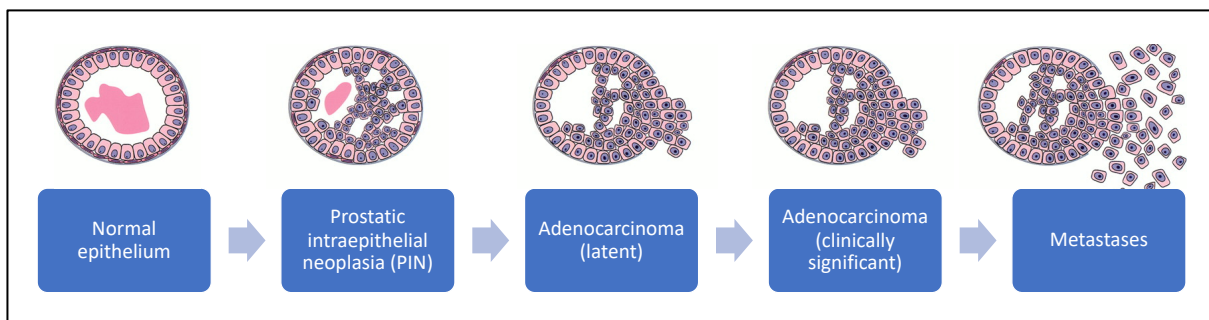 Normal
epithelium
Prostatic
intraepithelial
neoplasia (PIN)
Adenocarcinoma
(latent)
Adenocarcinoma
(clinically
significant)
Metastases